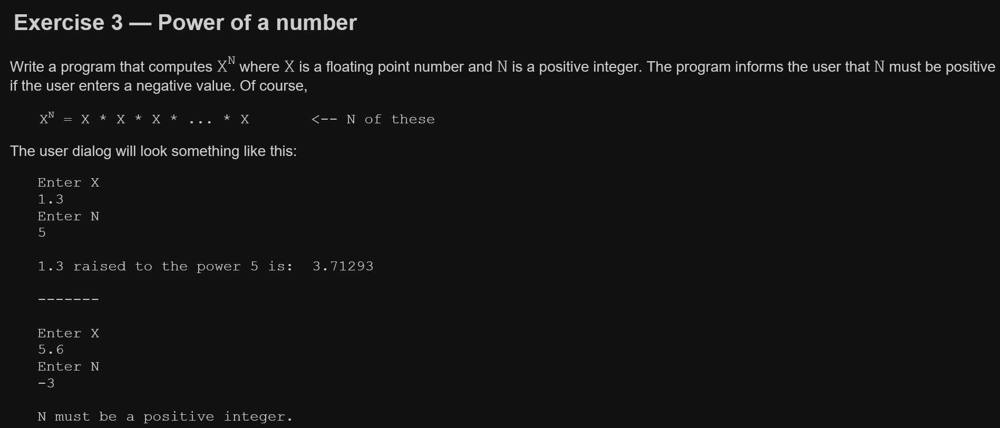 Exercise 3 — Power of a number
Write a program that computes X^N where X is a floating point number and N is a positive integer. The program informs the user that N must be positive
if the user enters a negative value. Of course,
X^N = X * X * X * ... * X       <-- N of these
The user dialog will look something like this:
Enter X
1.3
Enter N
5
1.3 raised to the power 5 is:  3.71293
-------
Enter X
5.6
Enter N
-3
N must be a positive integer.